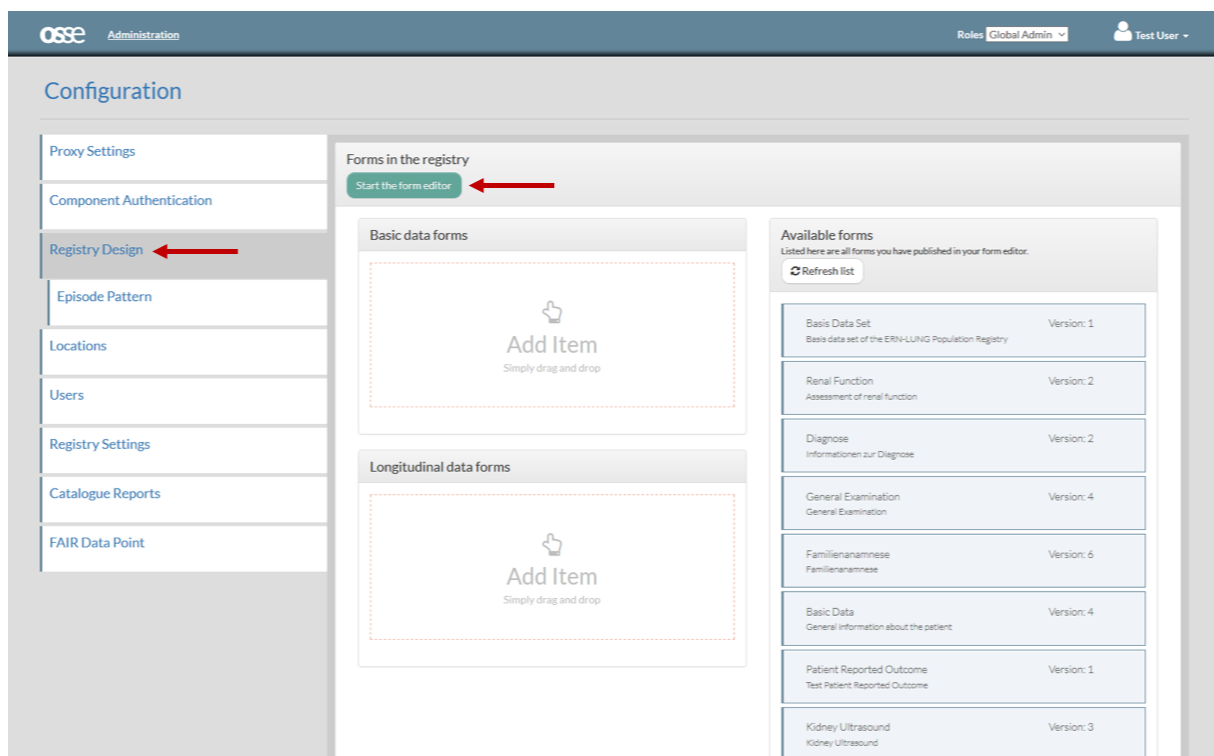 osse Administration Roles Global Admin Test User
Configuration
Proxy Settings
Component Authentication
Registry Design
Episode Pattern
Locations
Users
Registry Settings
Catalogue Reports
FAIR Data Point
Forms in the registry
Start the form editor
Basic data forms
Add Item
Simply drag and drop
Longitudinal data forms
Add Item
Simply drag and drop
Available forms
Listed here are all forms you have published in your form editor.
Refresh list
Basis Data Set Version: 1
Basis data set of the ERN-LUNG Population Registry
Renal Function Version: 2
Assessment of renal function
Diagnose Version: 2
Informationen zur Diagnose
General Examination Version: 4
General Examination
Familienanamnese Version: 6
Familienanamnese
Basic Data Version: 4
General information about the patient
Patient Reported Outcome Version: 1
Test Patient Reported Outcome
Kidney Ultrasound Version: 3
Kidney Ultrasound